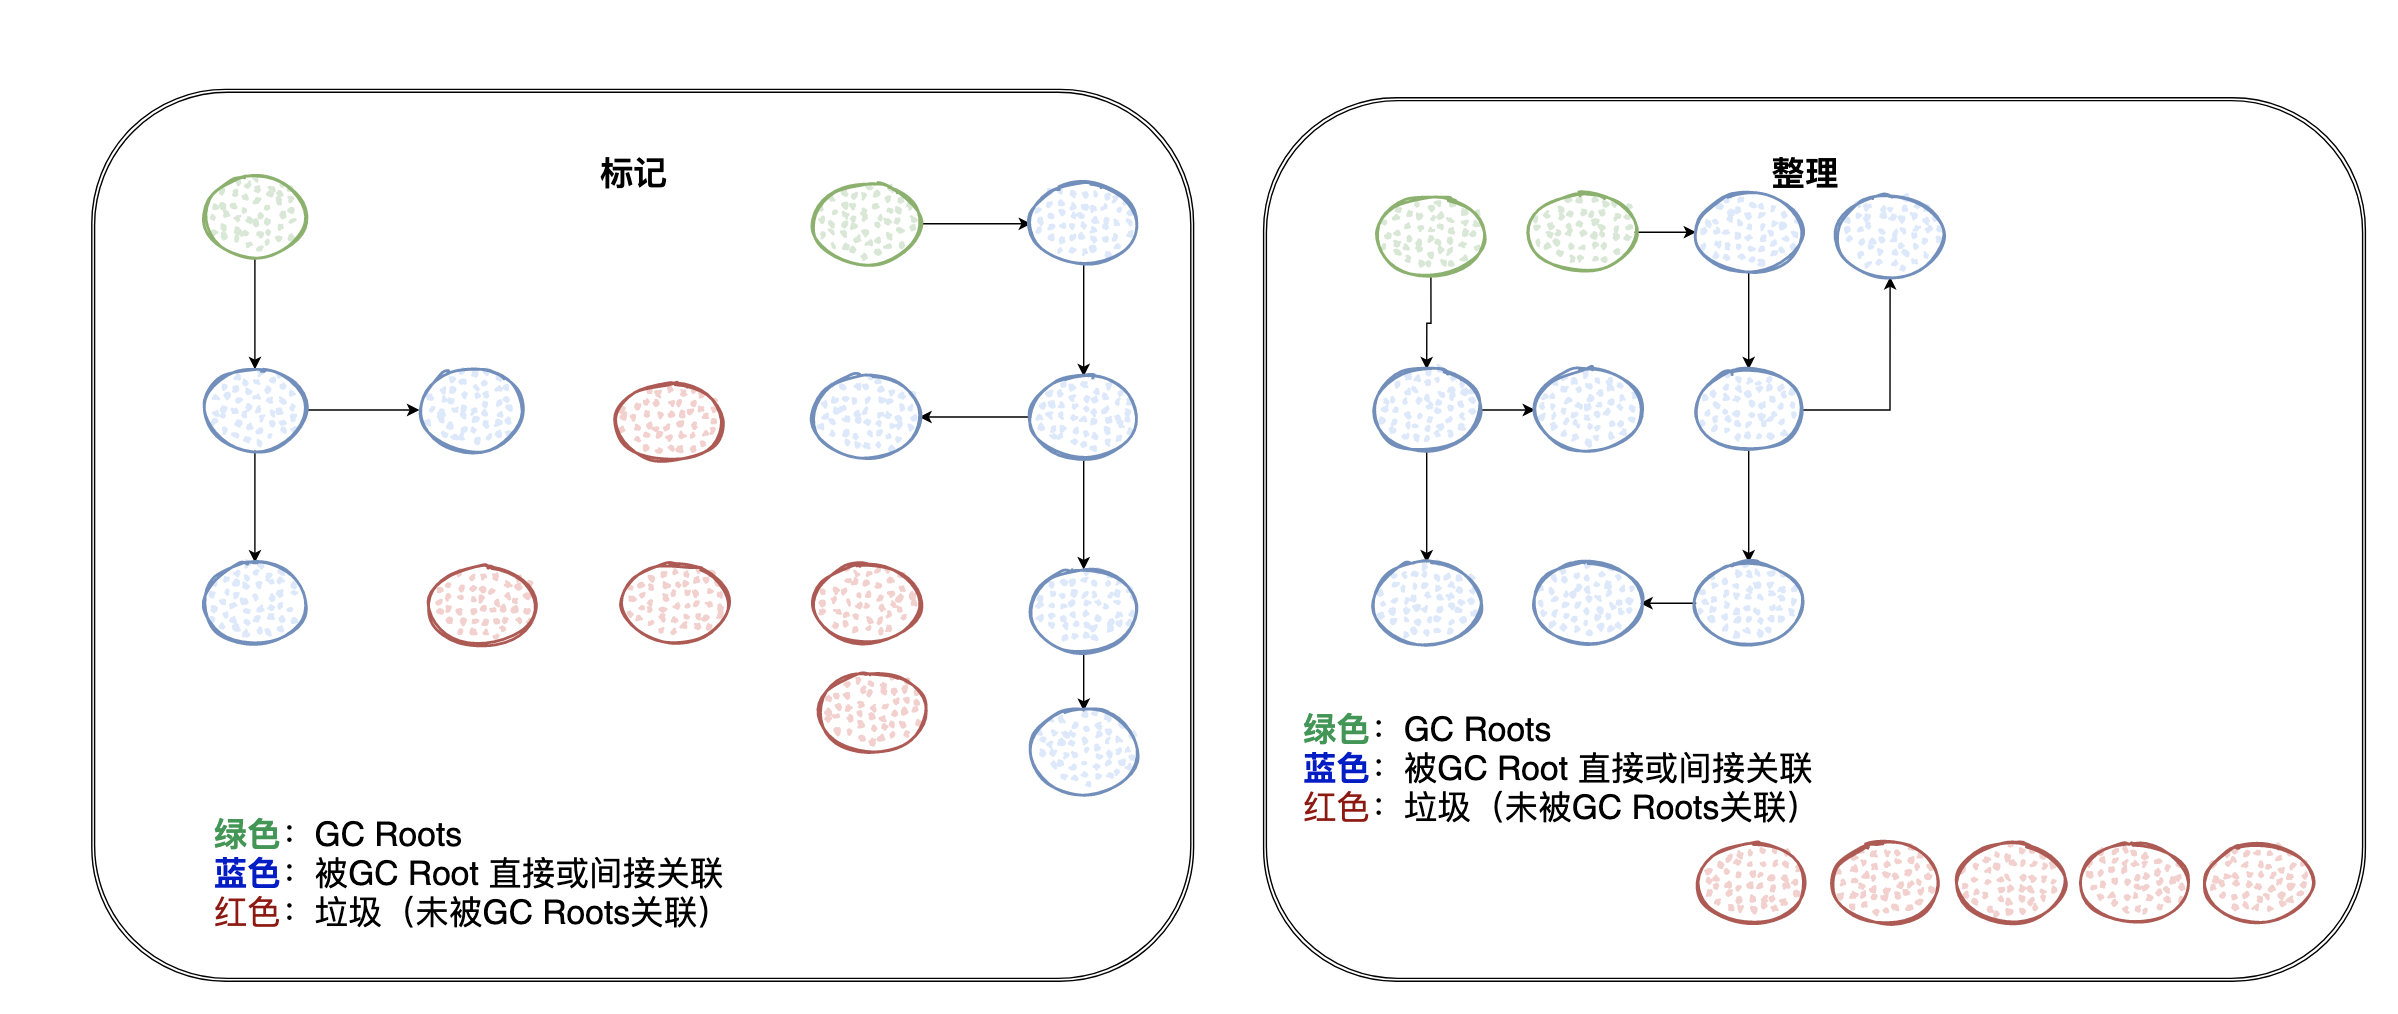 标记
绿色：GC Roots
蓝色：被GC Root 直接或间接关联
红色：垃圾（未被GC Roots关联）
整理
绿色：GC Roots
蓝色：被GC Root 直接或间接关联
红色：垃圾（未被GC Roots关联）